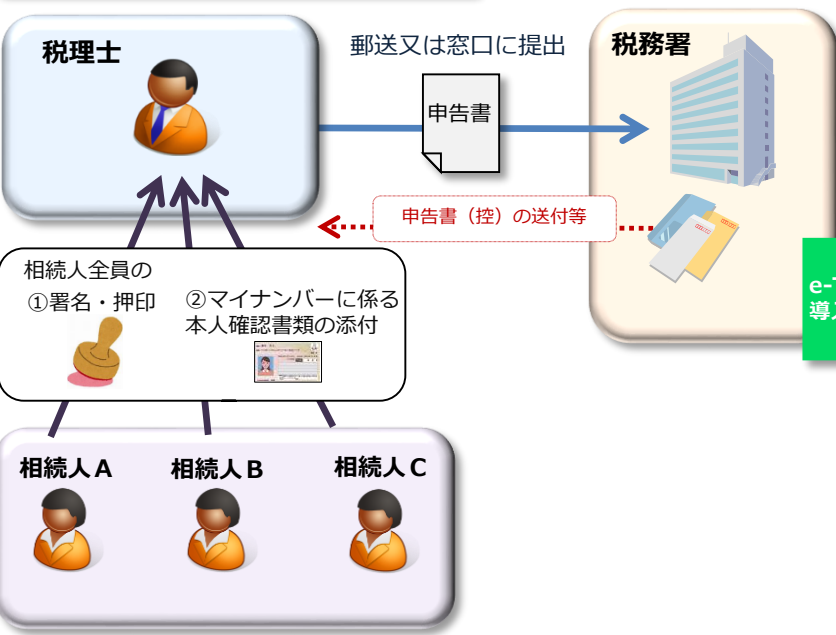 税理士
郵送又は窓口に提出
税務署
申告書
申告書（控）の送付等
相続人全員の
①署名・押印
②マイナンバーに係る
本人確認書類の添付
e-T
導入
相続人A
相続人B
相続人C